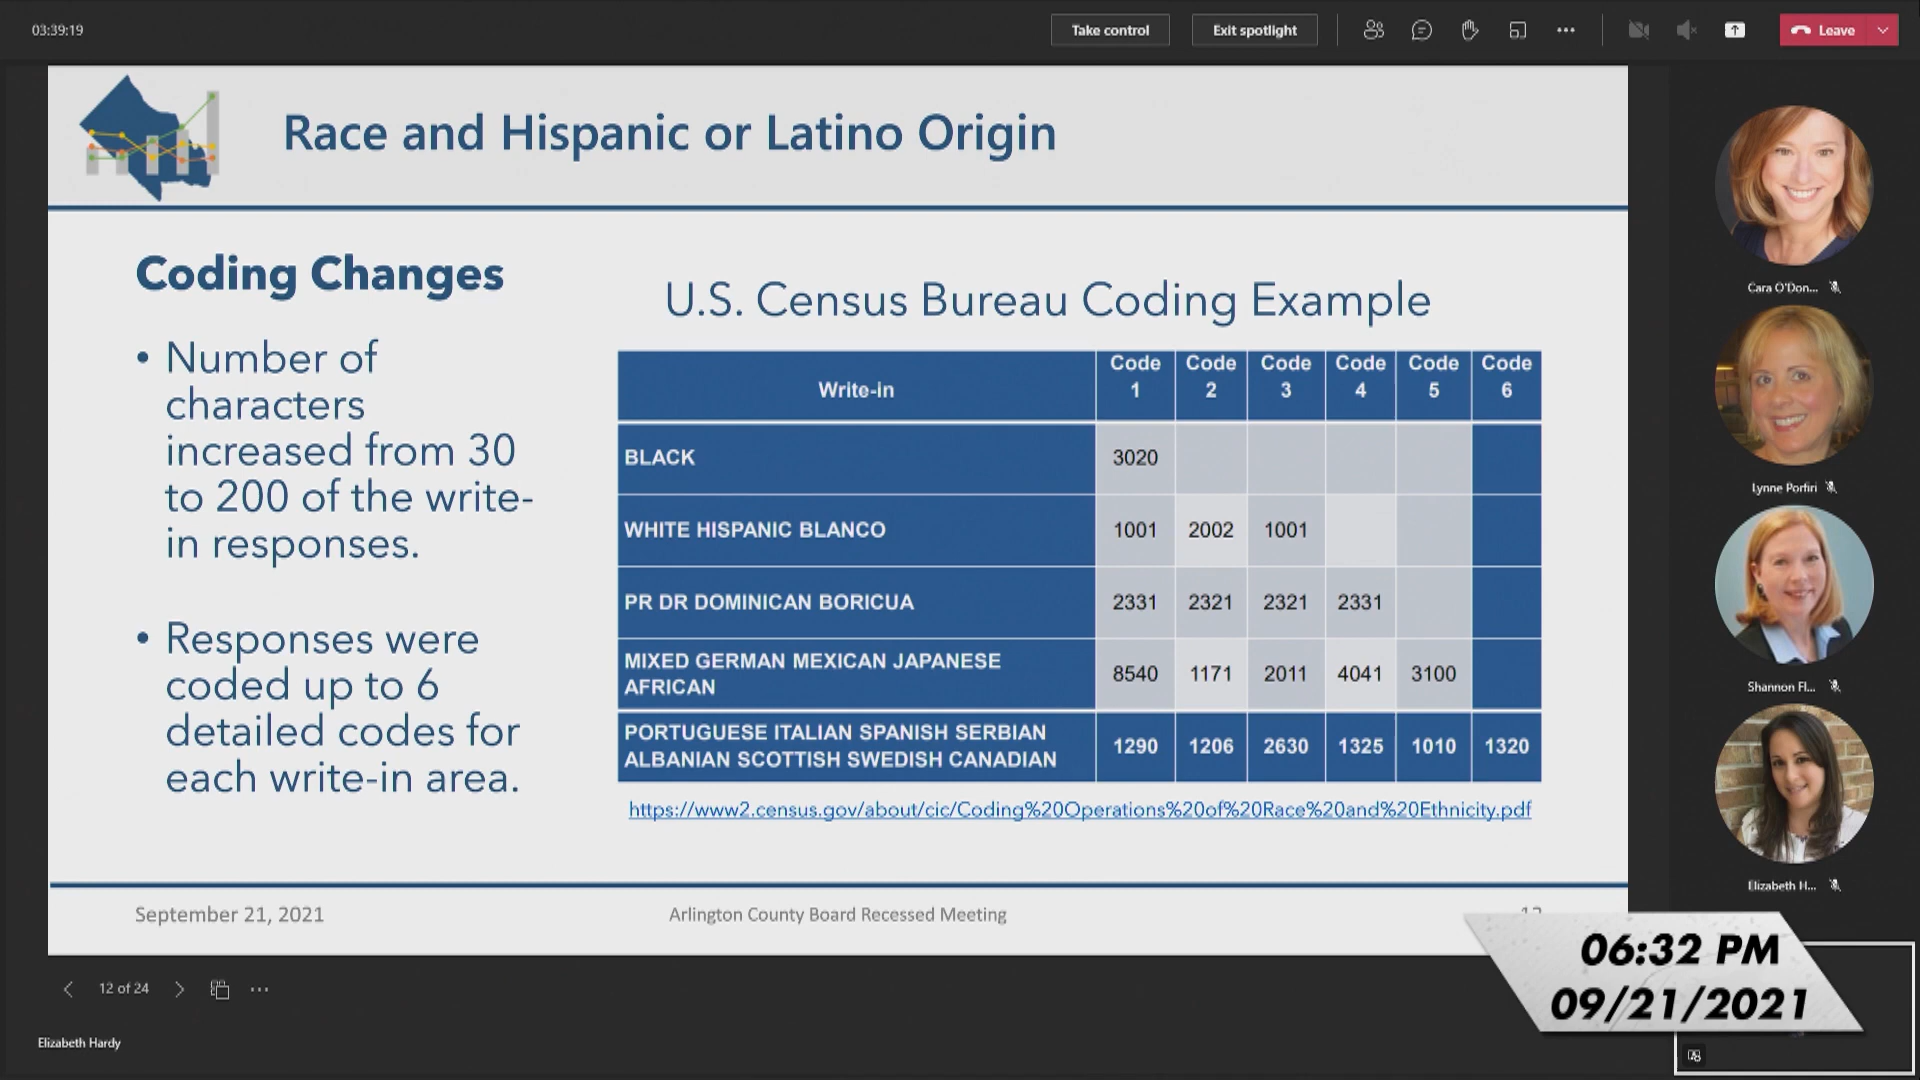 03:39:19
Take control
Exit spotlight
Leave
Race and Hispanic or Latino Origin
Coding Changes
• Number of
characters
increased from 30
to 200 of the write-
in responses.
• Responses were
coded up to 6
detailed codes for
each write-in area.
U.S. Census Bureau Coding Example
Write-in Code 1 Code 2 Code 3 Code 4 Code 5 Code 6
BLACK 3020
WHITE HISPANIC BLANCO 1001 2002 1001
PR DR DOMINICAN BORICUA 2331 2321 2321 2331
MIXED GERMAN MEXICAN JAPANESE
AFRICAN 8540 1171 2011 4041 3100
PORTUGUESE ITALIAN SPANISH SERBIAN
ALBANIAN SCOTTISH SWEDISH CANADIAN 1290 1206 2630 1325 1010 1320
https://www2.census.gov/about/cic/Coding%20Operations%20of%20Race%20and%20Ethnicity.pdf
September 21, 2021
Arlington County Board Recessed Meeting
Cara O'Don...
Lynne Porfiri
Shannon Fl...
Elizabeth H...
12 of 24
Elizabeth Hardy
06:32 PM
09/21/2021